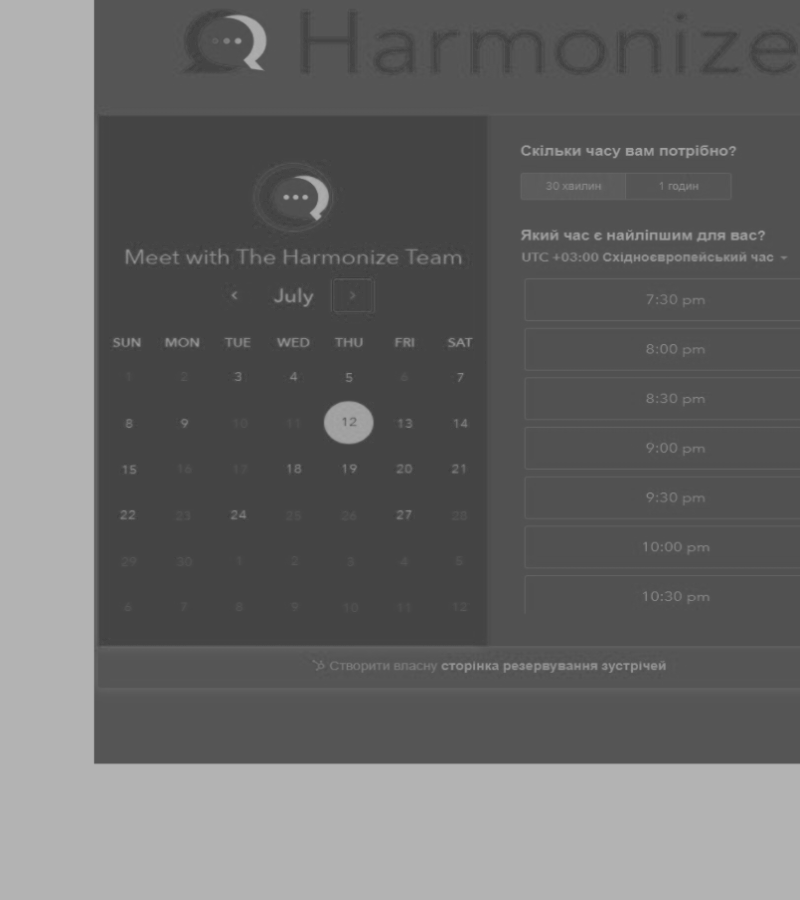 Harmonize
Meet with The Harmonize Team
‹ July ›
SUN MON TUE WED THU FRI SAT
1 2 3 4 5 6 7
8 9 10 11 12 13 14
15 16 17 18 19 20 21
22 23 24 25 26 27 28
29 30 1 2 3 4 5
6 7 8 9 10 11 12
Скільки часу вам потрібно?
30 хвилин 1 годин
Який час є найліпшим для вас?
UTC +03:00 Східноєвропейський час
7:30 pm
8:00 pm
8:30 pm
9:00 pm
9:30 pm
10:00 pm
10:30 pm
Створити власну сторінка резервування зустрічей